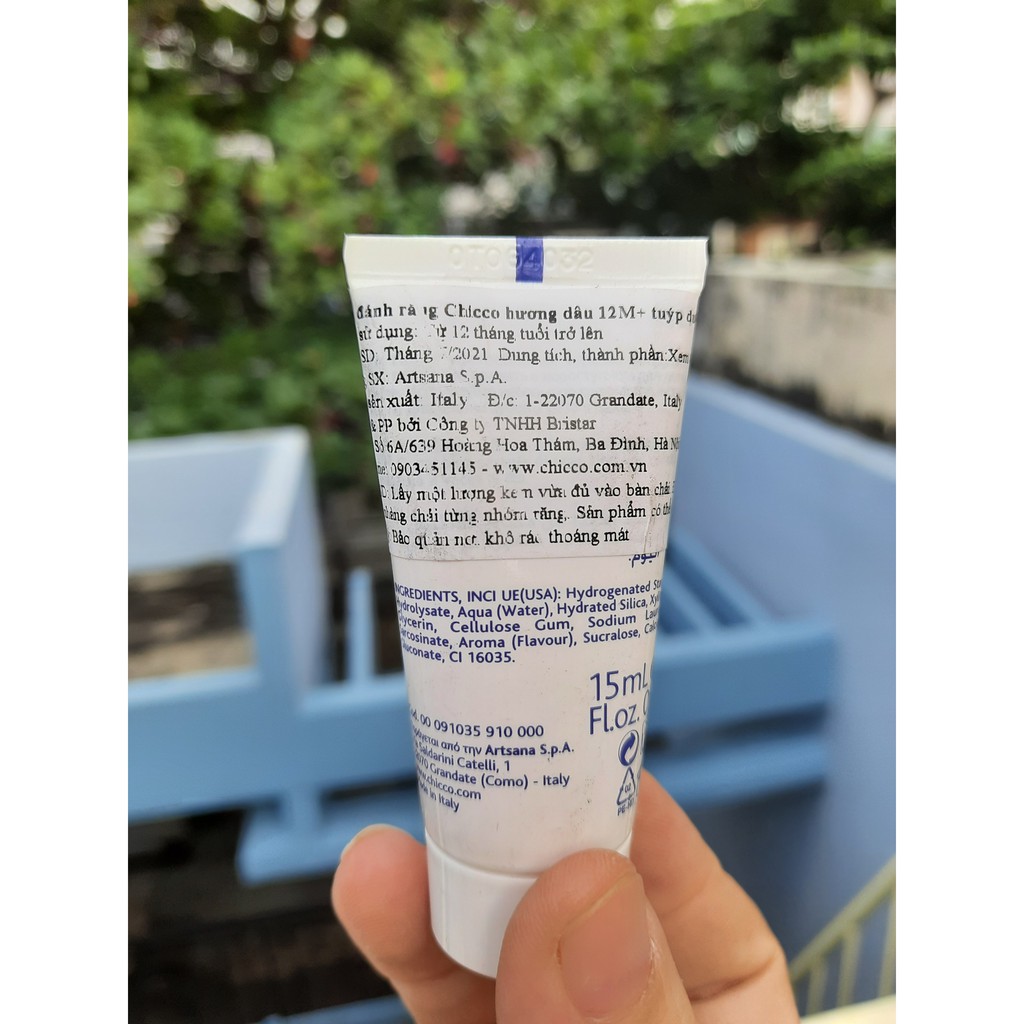 OT064032
đánh răng Chicco hương dâu 12M+ tuýp
sử dụng: Từ 12 tháng tuổi trở lên
SD: Tháng /2021 Dung tích, thành phần:Xem
SX: Artsana S.p.A.
sản xuất: Italy Đ/c: 1-22070 Grandate, Italy
& PP bởi Công ty TNHH Bristar
Số 6A/639 Hoàng Hoa Thám, Ba Đình, Hà
www.chicco.com.vn
D: Lấy một lượng kem vừa đủ vào bàn chải
chải từng nhóm răng. Sản phẩm có
Bảo quản nơi khô ráo thoáng mát
INGREDIENTS, INCI UE(USA): Hydrogenated
Hydrolysate, Aqua (Water), Hydrated Silica,
Glycerin, Cellulose Gum, Sodium
Sarcosinate, Aroma (Flavour), Sucralose,
Gluconate, CI 16035.
15mL
Fl.oz.
00 091035 910 000
από την Artsana S.p.A.
Saldarini Catelli, 1
22070 Grandate (Como) - Italy
www.chicco.com
Made in Italy